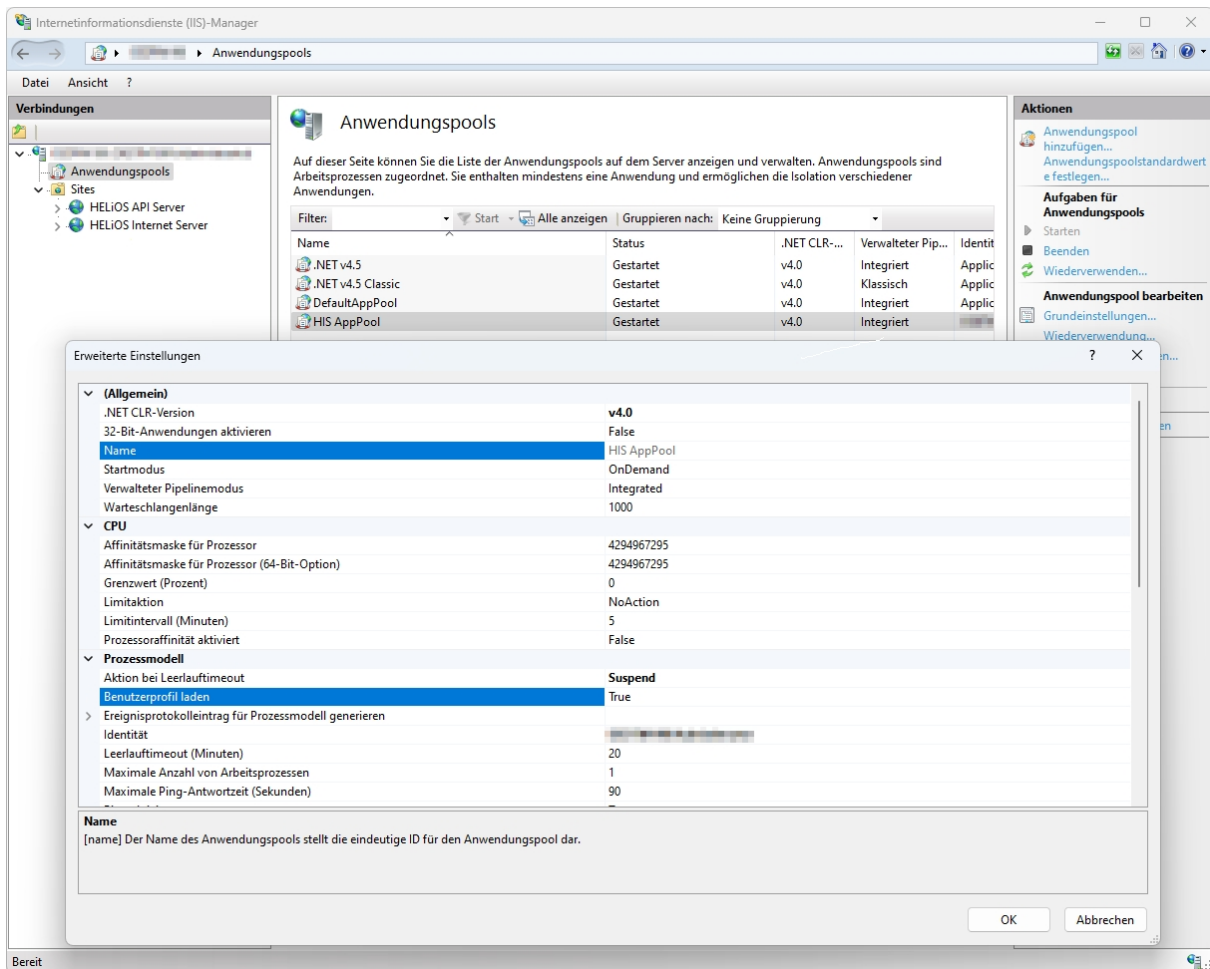 Internetinformationsdienste (IIS)-Manager
Anwendungspools
Datei Ansicht ?
Verbindungen
Anwendungspools
Sites
HELiOS API Server
HELiOS Internet Server
Anwendungspools
Auf dieser Seite können Sie die Liste der Anwendungspools auf dem Server anzeigen und verwalten. Anwendungspools sind
Arbeitsprozessen zugeordnet. Sie enthalten mindestens eine Anwendung und ermöglichen die Isolation verschiedener
Anwendungen.
Filter: Start Alle anzeigen Gruppieren nach: Keine Gruppierung
Name Status .NET CLR-... Verwalteter Pip... Identit
.NET v4.5 Gestartet v4.0 Integriert Applic
.NET v4.5 Classic Gestartet v4.0 Klassisch Applic
DefaultAppPool Gestartet v4.0 Integriert Applic
HIS AppPool Gestartet v4.0 Integriert
Aktionen
Anwendungspool
hinzufügen...
Anwendungspoolstandardwert
e festlegen...
Aufgaben für
Anwendungspools
Starten
Beenden
Wiederverwenden...
Anwendungspool bearbeiten
Grundeinstellungen...
Wiederverwendung...
n...
en
Erweiterte Einstellungen ?
(Allgemein)
.NET CLR-Version v4.0
32-Bit-Anwendungen aktivieren False
Name HIS AppPool
Startmodus OnDemand
Verwalteter Pipelinemodus Integrated
Warteschlangenlänge 1000
CPU
Affinitätsmaske für Prozessor 4294967295
Affinitätsmaske für Prozessor (64-Bit-Option) 4294967295
Grenzwert (Prozent) 0
Limitaktion NoAction
Limitintervall (Minuten) 5
Prozessoraffinität aktiviert False
Prozessmodell
Aktion bei Leerlauftimeout Suspend
Benutzerprofil laden True
Ereignisprotokolleintrag für Prozessmodell generieren
Identität
Leerlauftimeout (Minuten) 20
Maximale Anzahl von Arbeitsprozessen 1
Maximale Ping-Antwortzeit (Sekunden) 90
Name
[name] Der Name des Anwendungspools stellt die eindeutige ID für den Anwendungspool dar.
OK Abbrechen
Bereit